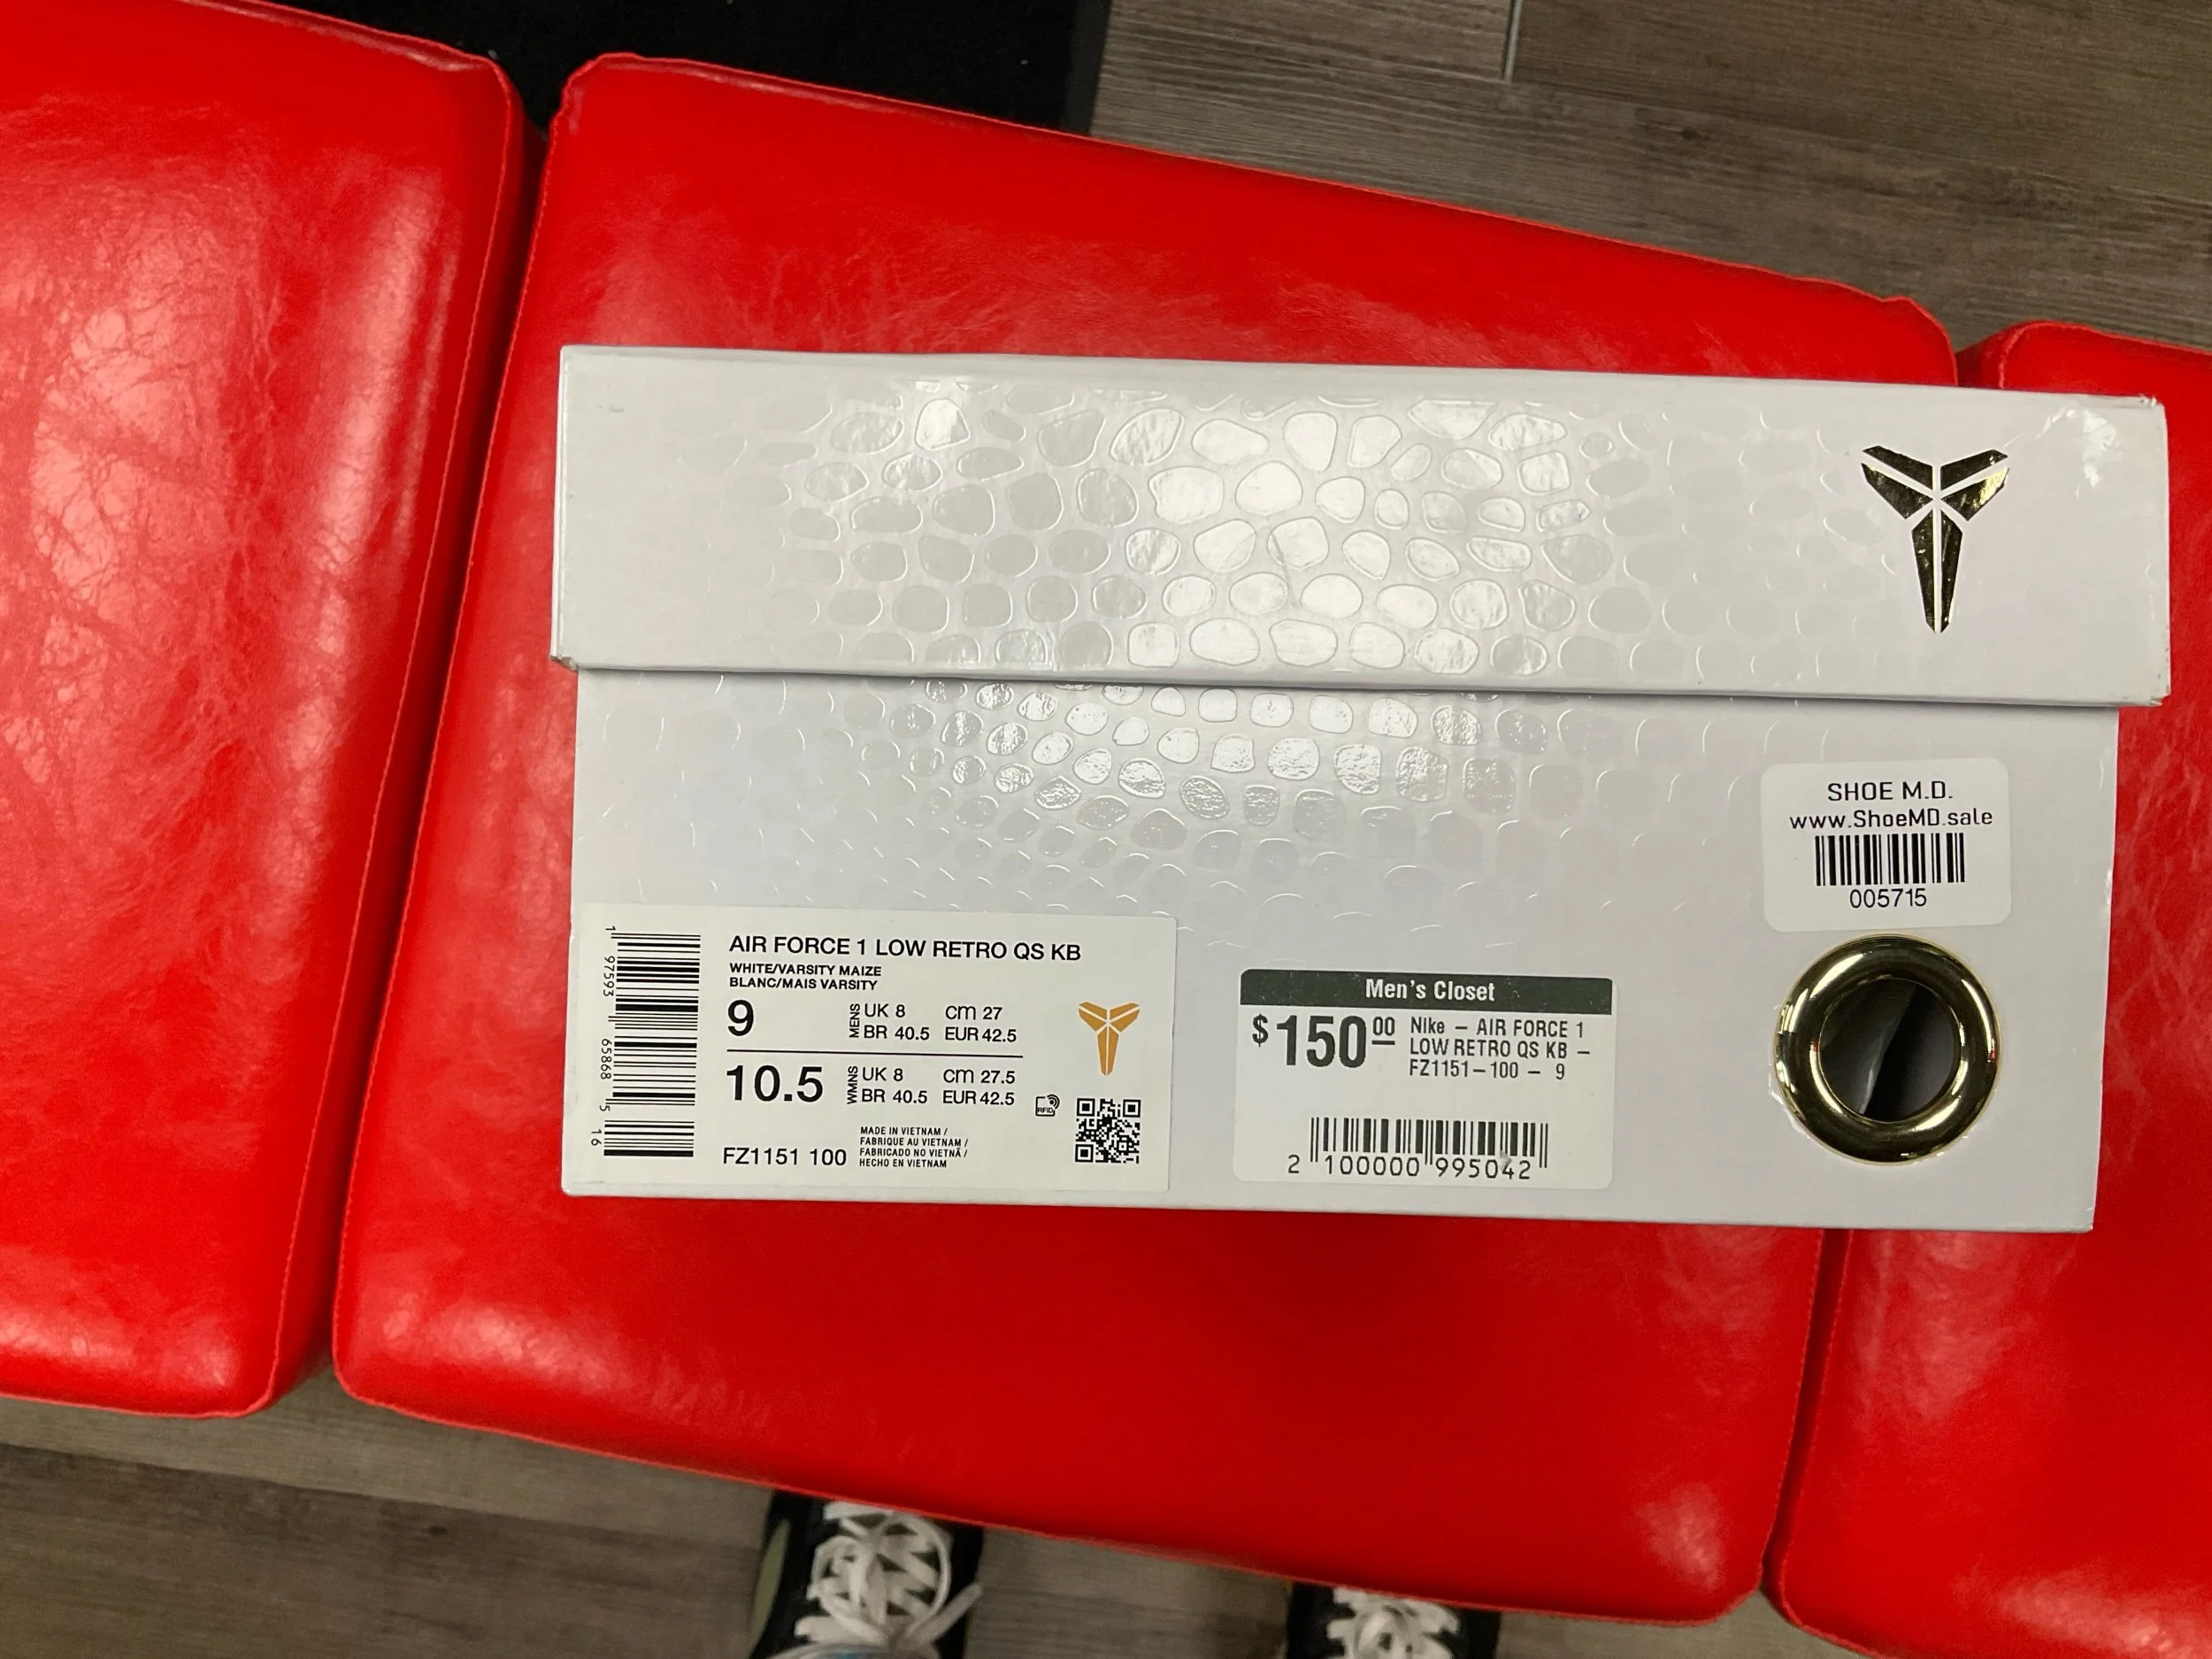 SHOE M.D.
www.ShoeMD.sale
005715
AIR FORCE 1 LOW RETRO QS KB
WHITE/VARSITY MAIZE
BLANC/MAIS VARSITY
9 MENS UK 8 cm 27
BR 40.5 EUR 42.5
10.5 WMNS UK 8 cm 27.5
BR 40.5 EUR 42.5
RFID
FZ1151 100
MADE IN VIETNAM /
FABRIQUE AU VIETNAM /
FABRICADO NO VIETNÃ /
HECHO EN VIETNAM
1 97593 65868 5 16
Men's Closet
$15000
Nike – AIR FORCE 1
LOW RETRO QS KB –
FZ1151–100 – 9
2 100000 995042